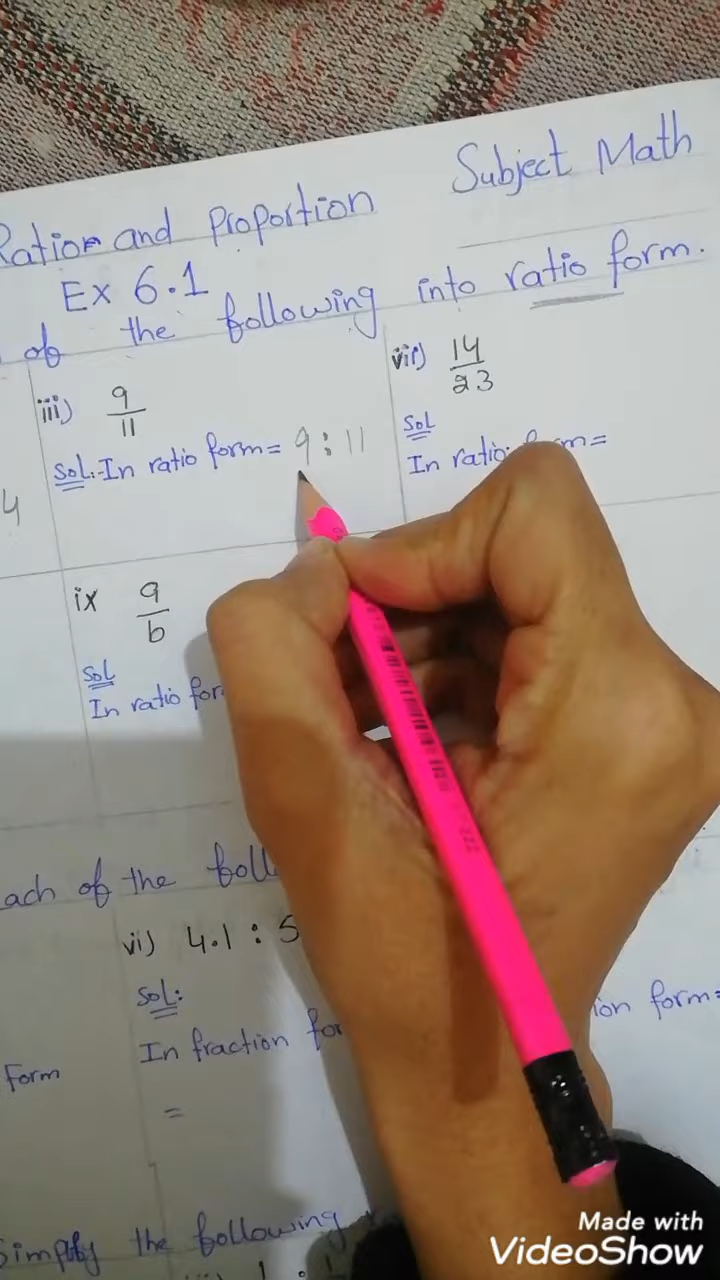 Subject Math
Ratio and Proportion
Ex 6.1
of the following into ratio form.
iii) 9/11
Sol:- In ratio form = 9 : 11
vii) 14/23
Sol
In ratio form =
4
ix a/b
Sol
In ratio for
ach of the foll
vi) 4.1 : 5
Sol:
In fraction for
ion form =
Form
=
Simplify the following
Made with
VideoShow